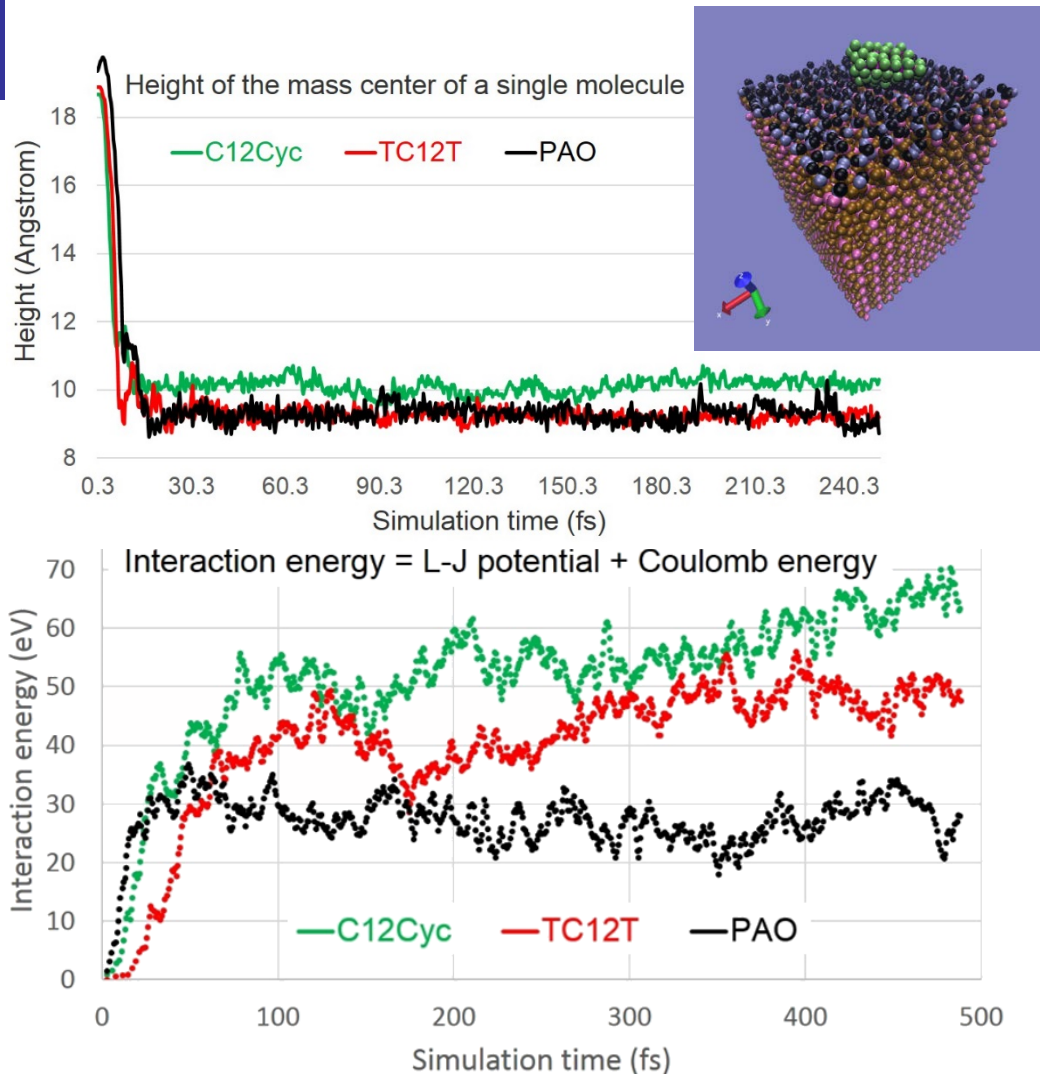 Height of the mass center of a single molecule
C12Cyc TC12T PAO
Height (Angstrom)
18
16
14
12
10
8
0.3 30.3 60.3 90.3 120.3 150.3 180.3 210.3 240.3
Simulation time (fs)
x y
Interaction energy = L-J potential + Coulomb energy
Interaction energy (eV)
70
60
50
40
30
20
10
0
C12Cyc TC12T PAO
0 100 200 300 400 500
Simulation time (fs)